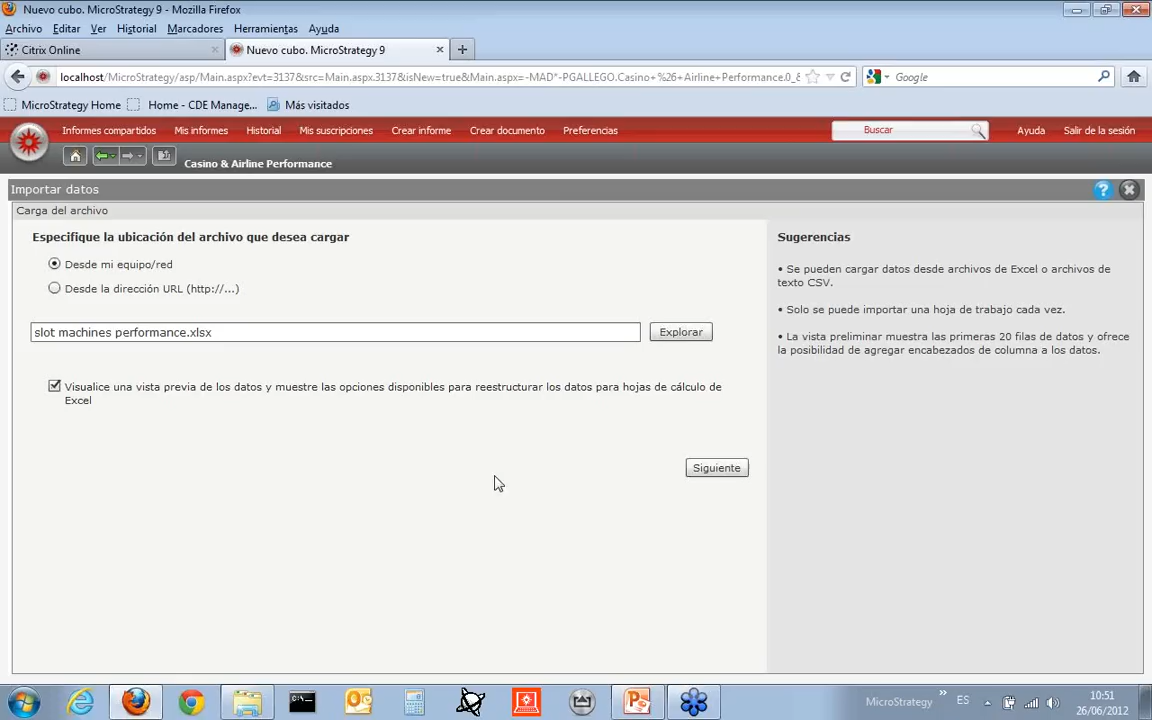 Nuevo cubo. MicroStrategy 9 - Mozilla Firefox
Archivo Editar Ver Historial Marcadores Herramientas Ayuda
Citrix Online
Nuevo cubo. MicroStrategy 9
localhost/MicroStrategy/asp/Main.aspx?evt=3137&src=Main.aspx.3137&isNew=true&Main.aspx=-MAD*-PGALLEGO.Casino+%26+Airline+Performance.0_&
Google
MicroStrategy Home
Home - CDE Manage...
Más visitados
Informes compartidos Mis informes Historial Mis suscripciones Crear informe Crear documento Preferencias
Buscar
Ayuda Salir de la sesión
Casino & Airline Performance
Importar datos
?
Carga del archivo
Especifique la ubicación del archivo que desea cargar
Desde mi equipo/red
Desde la dirección URL (http://...)
slot machines performance.xlsx
Explorar
Visualice una vista previa de los datos y muestre las opciones disponibles para reestructurar los datos para hojas de cálculo de
Excel
Siguiente
Sugerencias
• Se pueden cargar datos desde archivos de Excel o archivos de
texto CSV.
• Solo se puede importar una hoja de trabajo cada vez.
• La vista preliminar muestra las primeras 20 filas de datos y ofrece
la posibilidad de agregar encabezados de columna a los datos.
MicroStrategy
»
ES
10:51
26/06/2012